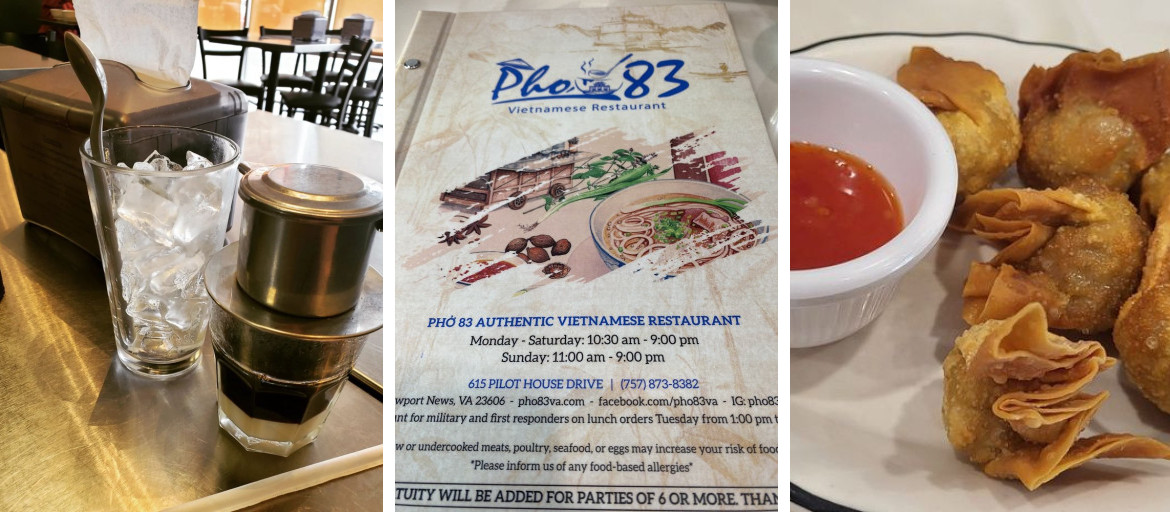 Pho 83
Vietnamese Restaurant
PHỞ 83 AUTHENTIC VIETNAMESE RESTAURANT
Monday - Saturday: 10:30 am - 9:00 pm
Sunday: 11:00 am - 9:00 pm
615 PILOT HOUSE DRIVE | (757) 873-8382
wport News, VA 23606 - pho83va.com - facebook.com/pho83va - IG: pho83
nt for military and first responders on lunch orders Tuesday from 1:00 pm t
w or undercooked meats, poultry, seafood, or eggs may increase your risk of food
*Please inform us of any food-based allergies*
TUITY WILL BE ADDED FOR PARTIES OF 6 OR MORE. THAN